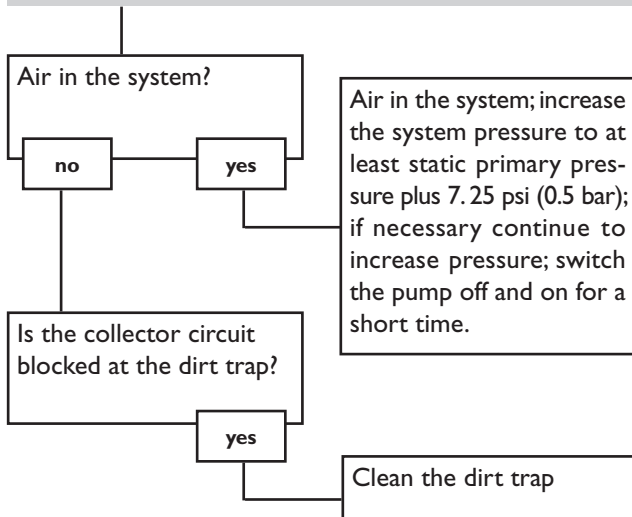 Air in the system?
no
yes
Air in the system; increase
the system pressure to at
least static primary pres-
sure plus 7. 25 psi (0.5 bar);
if necessary continue to
increase pressure; switch
the pump off and on for a
short time.
Is the collector circuit
blocked at the dirt trap?
yes
Clean the dirt trap